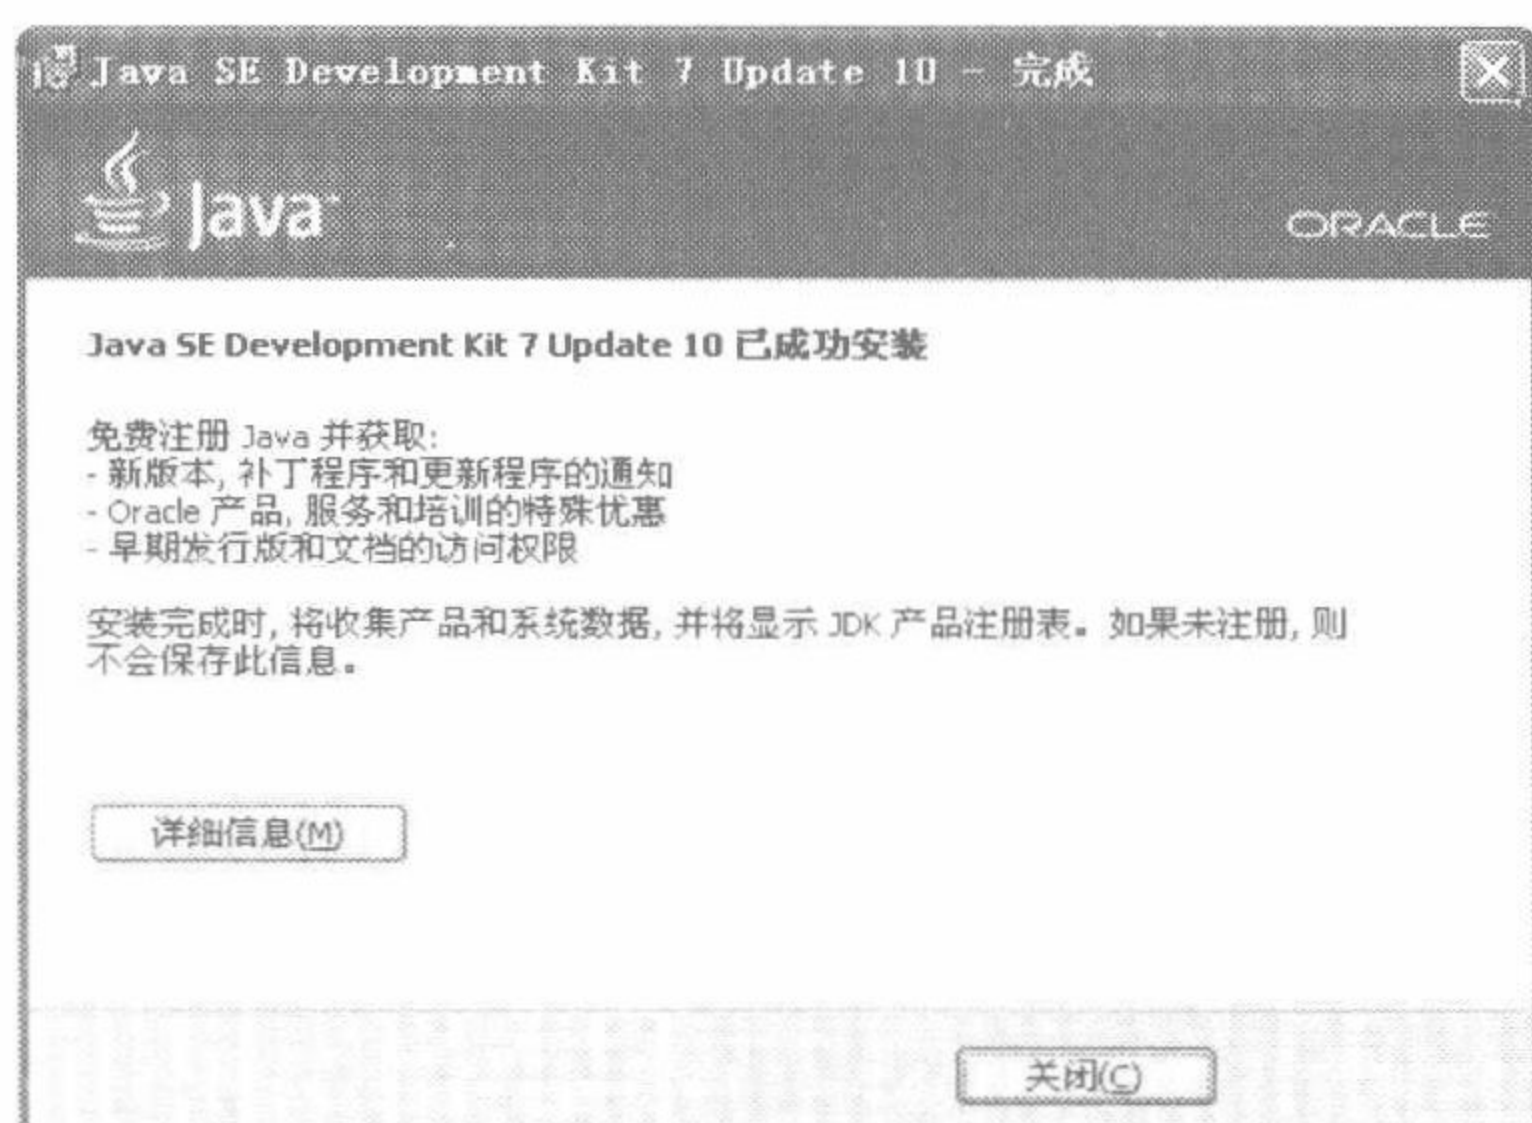 Java SE Development Kit 7 Update 10 - 完成
Java
ORACLE
Java SE Development Kit 7 Update 10 已成功安装
免费注册 Java 并获取:
- 新版本, 补丁程序和更新程序的通知
- Oracle 产品, 服务和培训的特殊优惠
- 早期发行版和文档的访问权限
安装完成时, 将收集产品和系统数据, 并将显示 JDK 产品注册表。如果未注册, 则
不会保存此信息。
详细信息(M)
关闭(C)